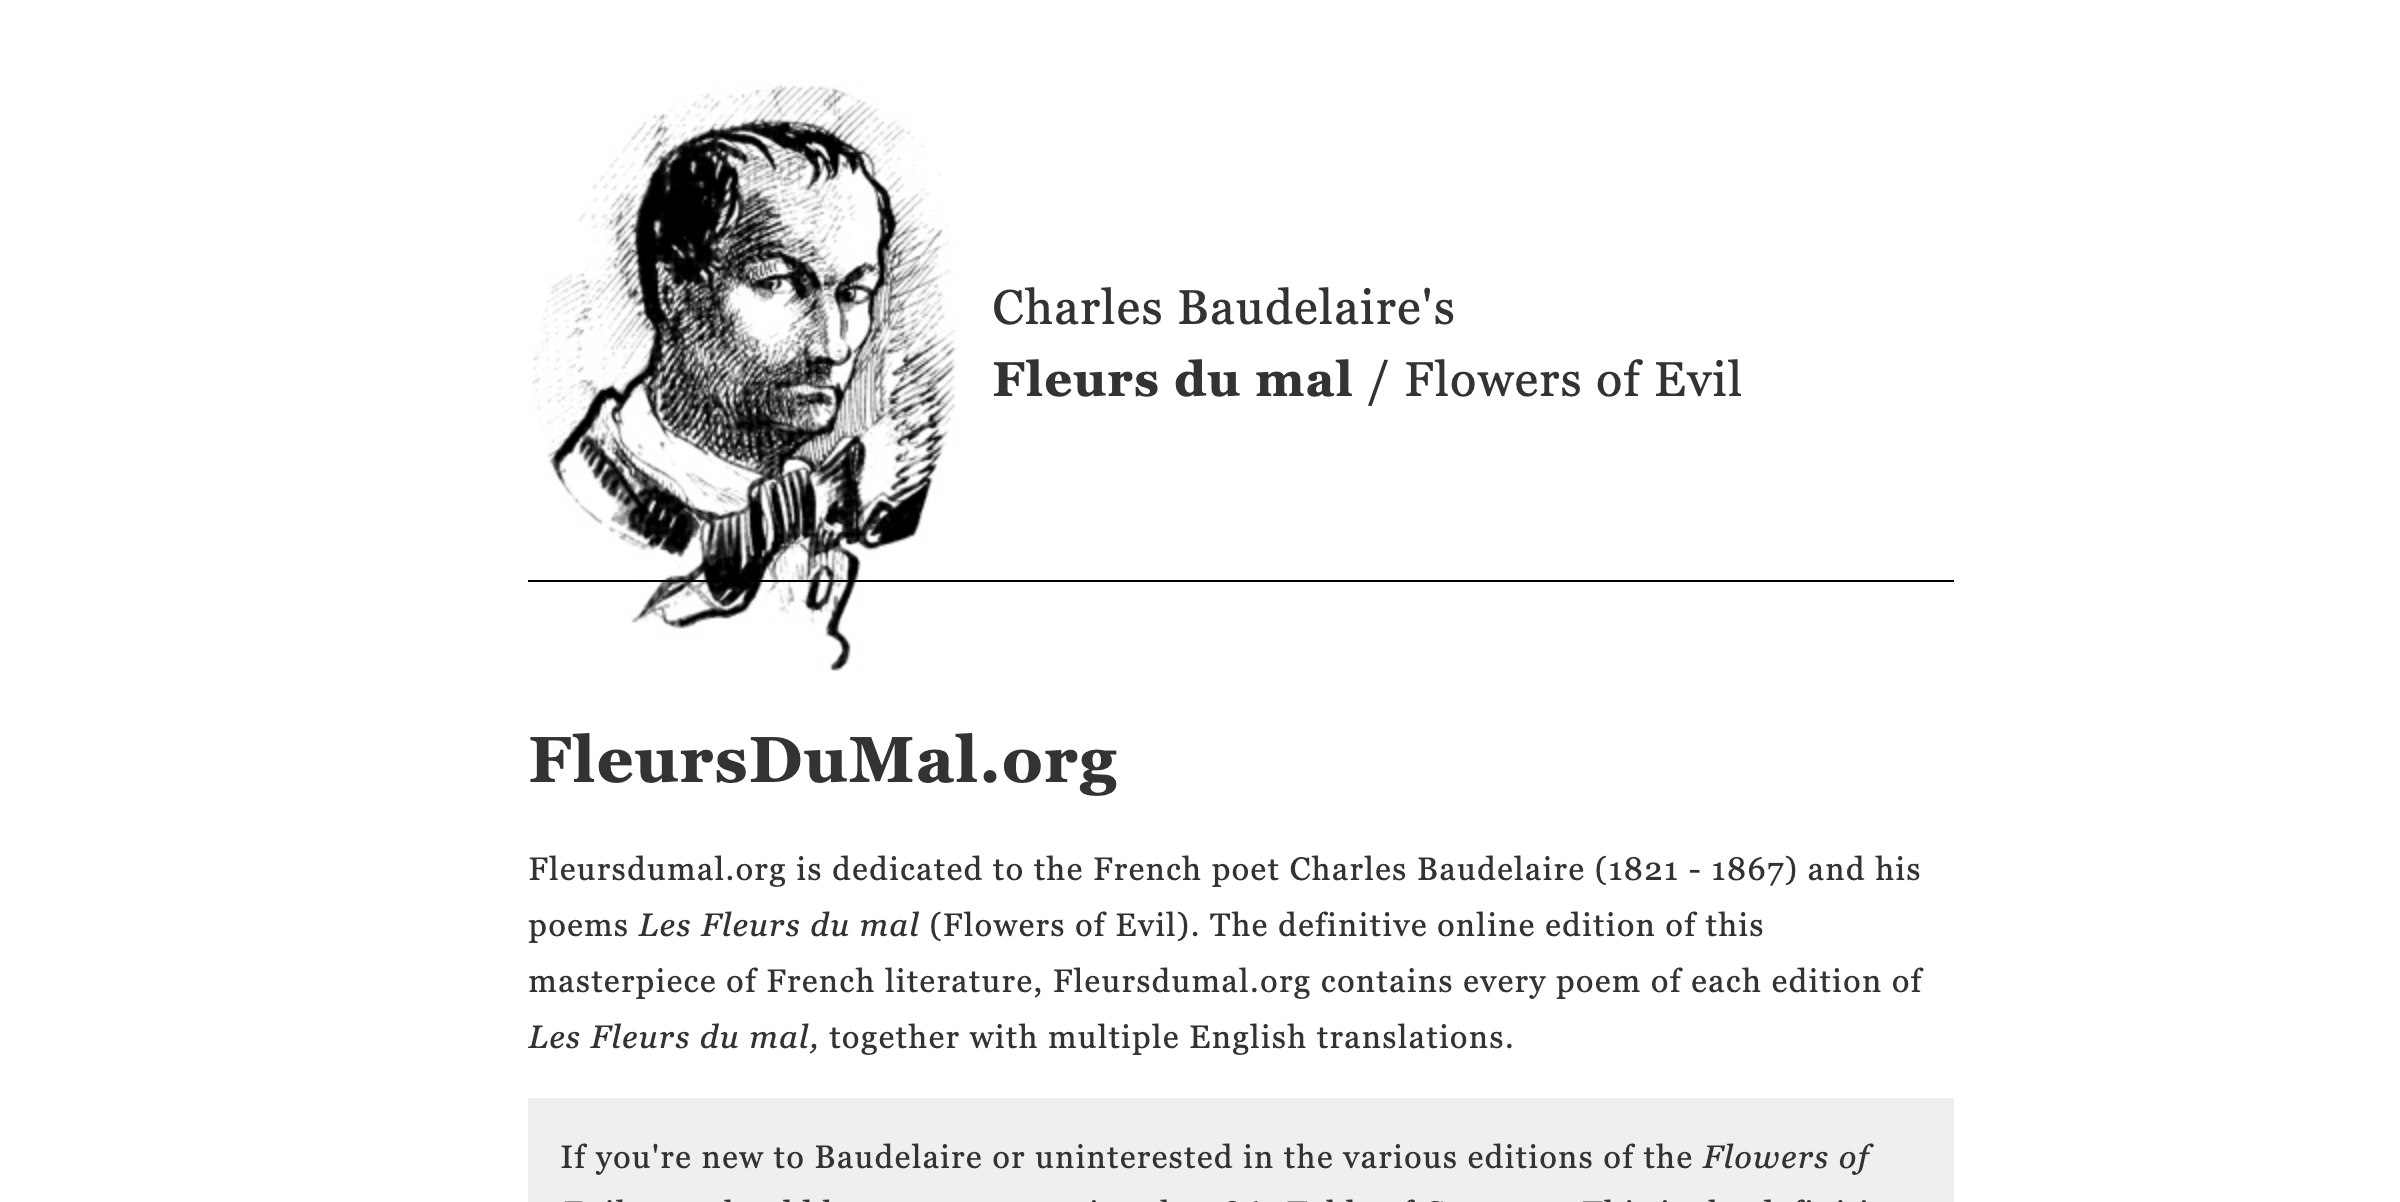 Charles Baudelaire's
Fleurs du mal / Flowers of Evil
FleursDuMal.org
Fleursdumal.org is dedicated to the French poet Charles Baudelaire (1821 - 1867) and his
poems Les Fleurs du mal (Flowers of Evil). The definitive online edition of this
masterpiece of French literature, Fleursdumal.org contains every poem of each edition of
Les Fleurs du mal, together with multiple English translations.
If you're new to Baudelaire or uninterested in the various editions of the Flowers of